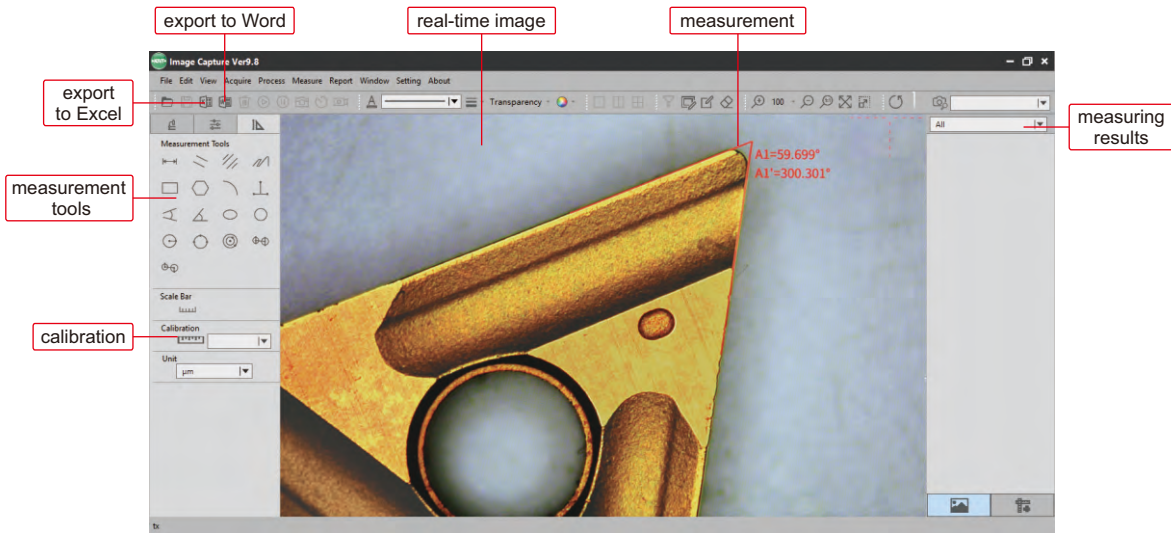 export to Word
real-time image
measurement
Image Capture Ver9.8
File Edit View Acquire Process Measure Report Window Setting About
export
to Excel
Transparency
100
All
measuring
results
Measurement Tools
A1=59.699°
A1'=300.301°
measurement
tools
Scale Bar
calibration
Calibration
Unit
µm
tx